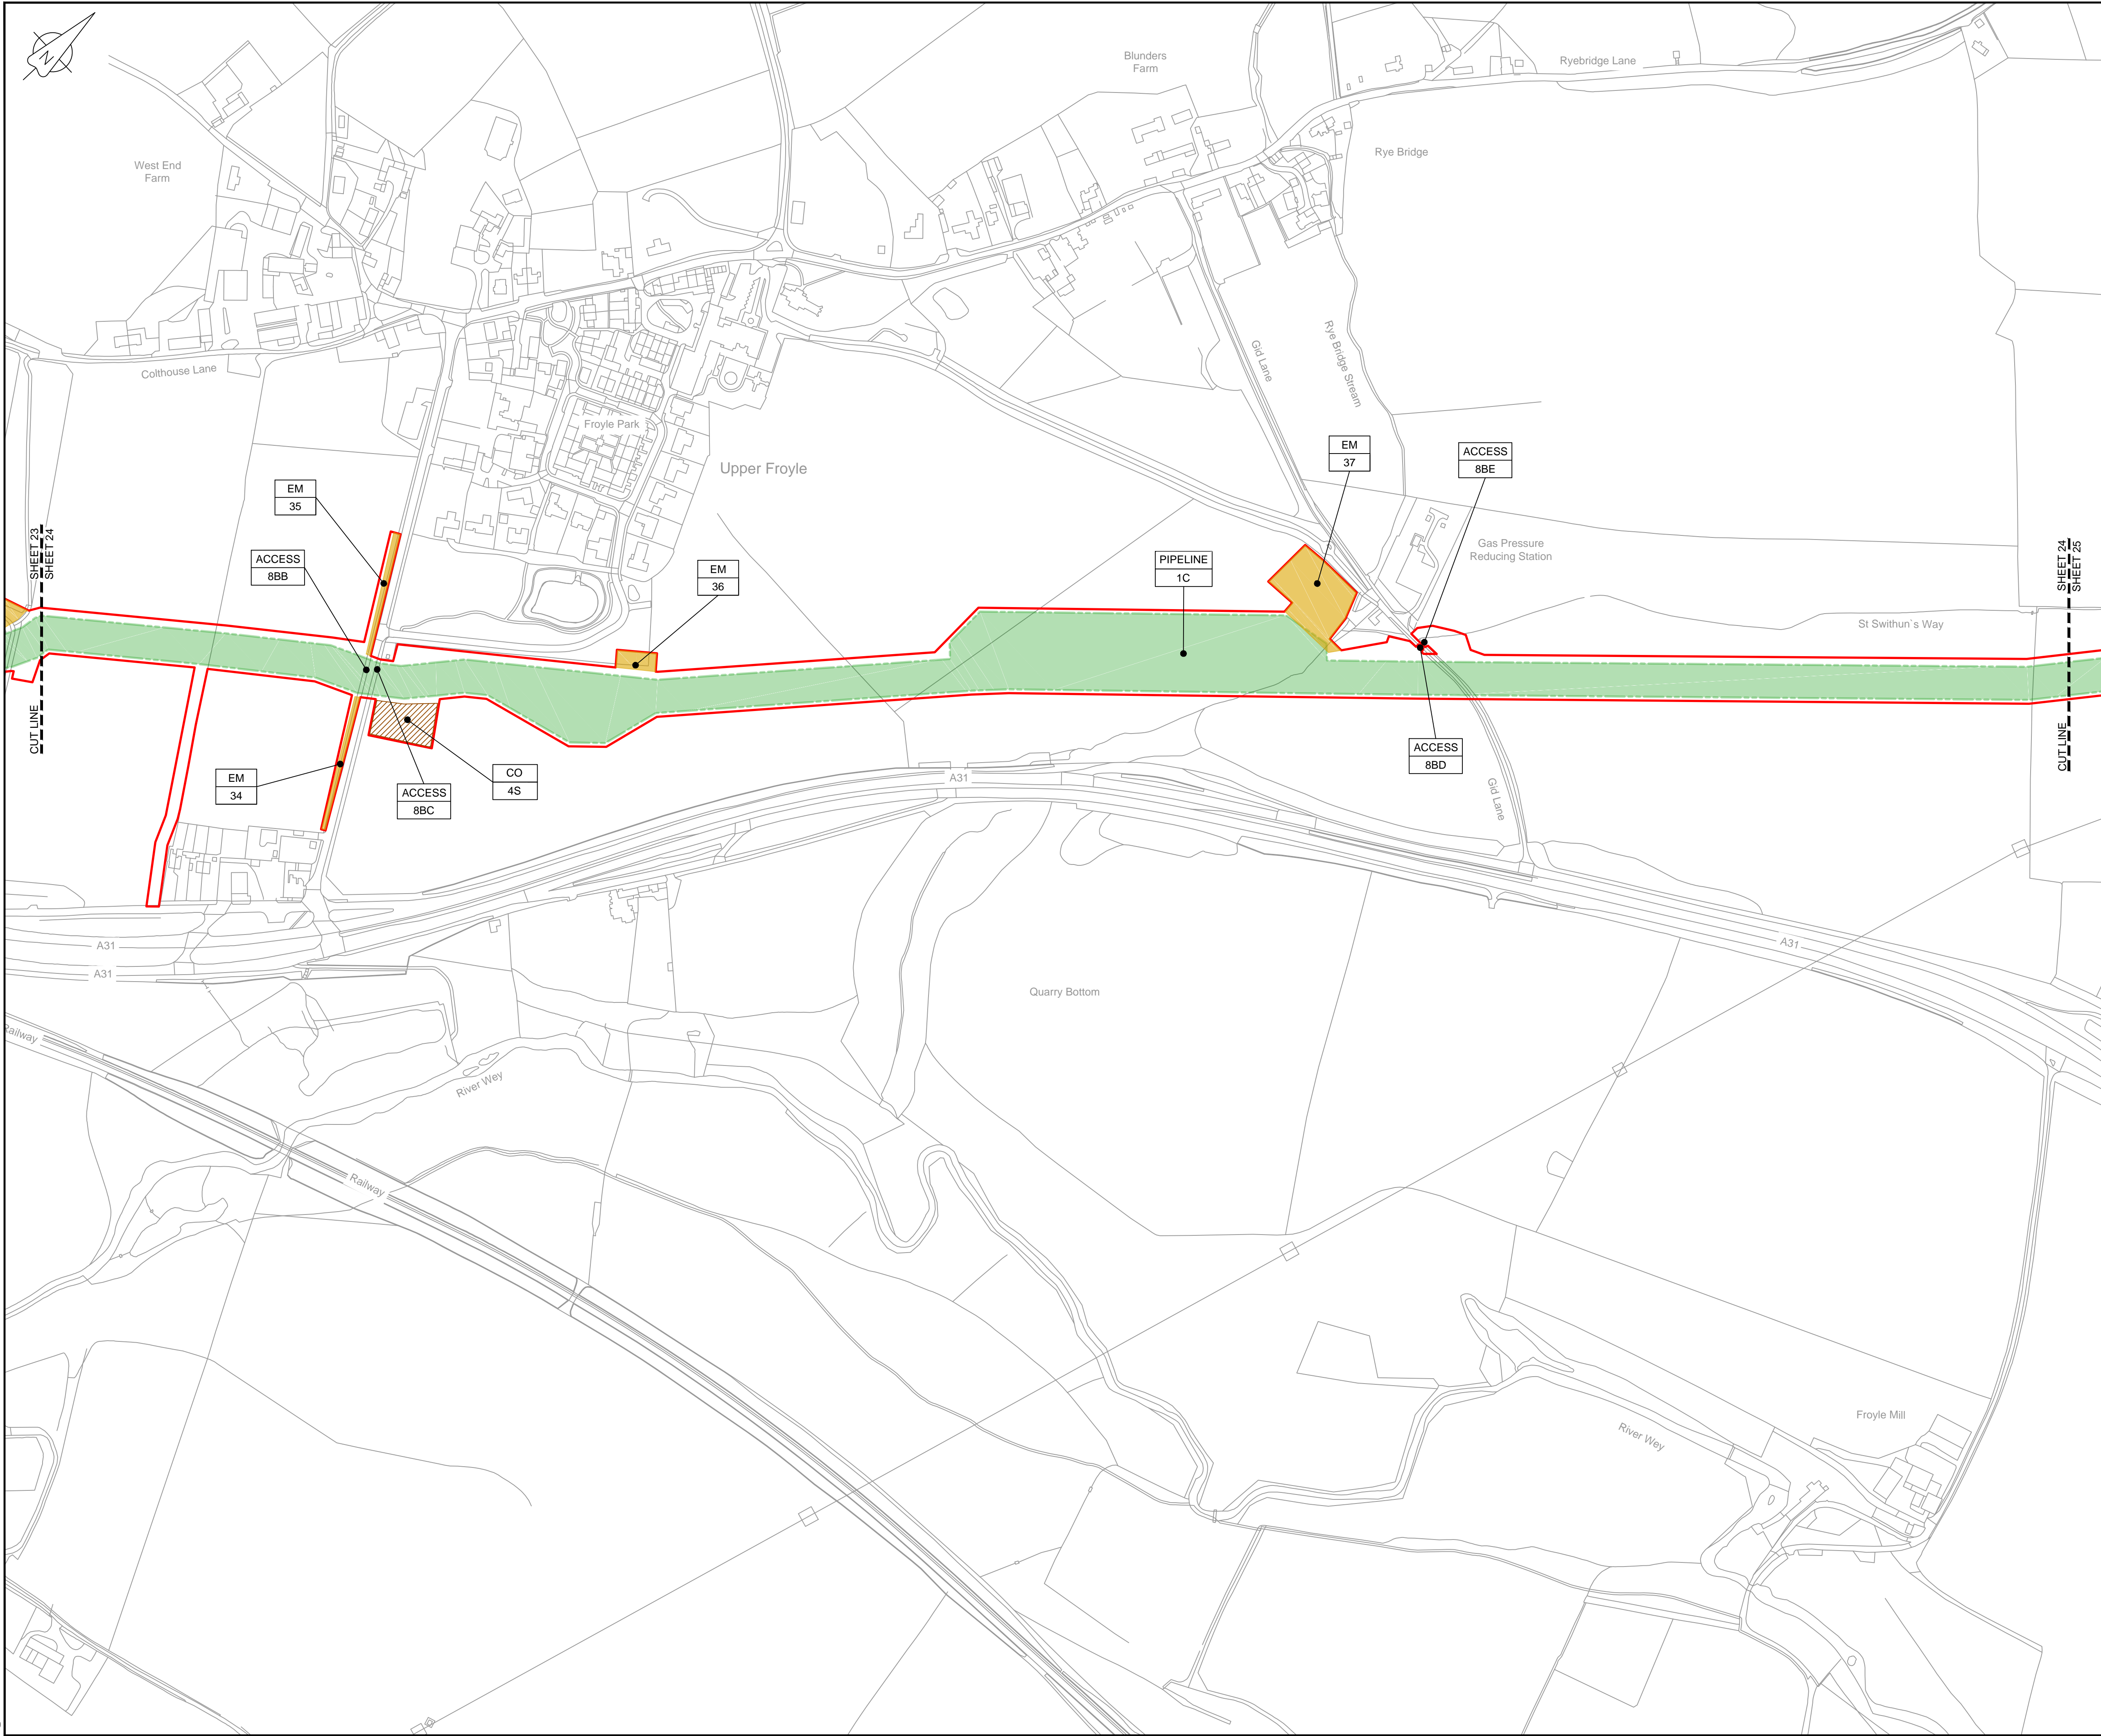 N
Blunders
Farm
Ryebridge Lane
Rye Bridge
West End
Farm
Colthouse Lane
Gid Lane
Rye Bridge Stream
Froyle Park
Upper Froyle
EM
37
ACCESS
8BE
EM
35
SHEET 23
SHEET 24
CUT LINE
ACCESS
8BB
EM
36
PIPELINE
1C
Gas Pressure
Reducing Station
St Swithun`s Way
SHEET 24
SHEET 25
CUT LINE
EM
34
ACCESS
8BC
CO
4S
ACCESS
8BD
A31
Gid Lane
A31
A31
A31
Quarry Bottom
Railway
River Wey
Railway
Froyle Mill
River Wey